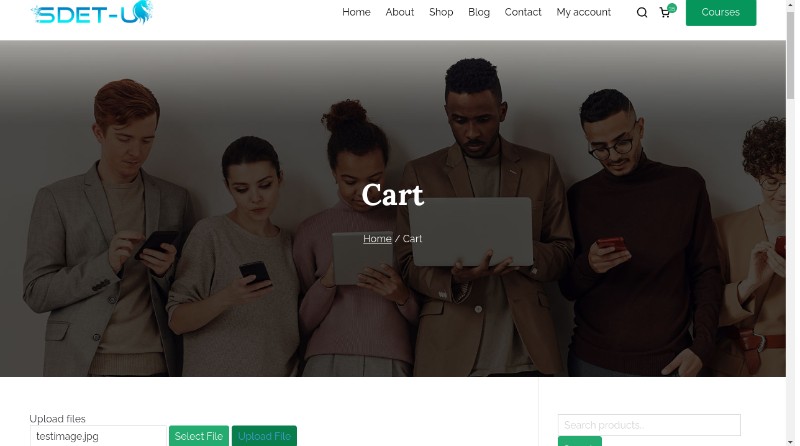 SDET-U
Home About Shop Blog Contact My account Courses
Cart
Home / Cart
Upload files
testimage.jpg Select File Upload File
Search products...